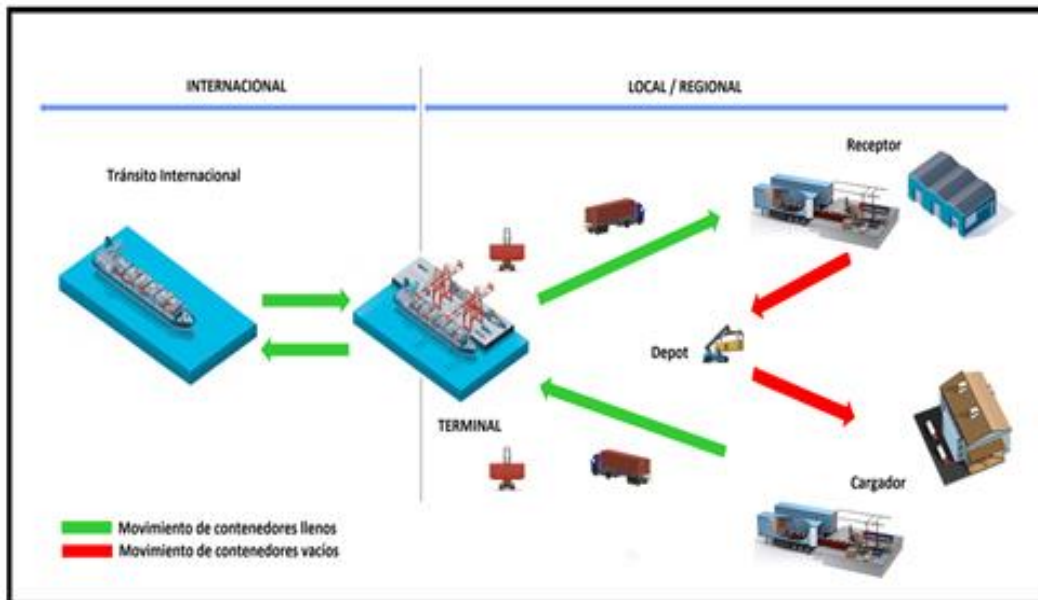 INTERNACIONAL
LOCAL / REGIONAL
Tránsito Internacional
Receptor
Depot
TERMINAL
Cargador
Movimiento de contenedores llenos
Movimiento de contenedores vacíos